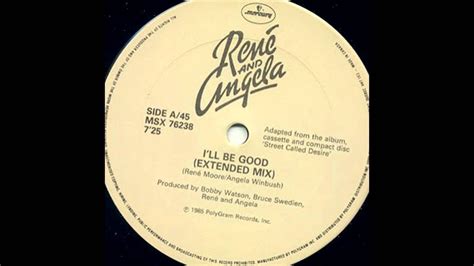 mercury
René
AND
Angela
SIDE A/45
MSX 76238
7'25
Adapted from the album,
cassette and compact disc
'Street Called Desire'
I'LL BE GOOD
(EXTENDED MIX)
(René Moore/Angela Winbush)
Produced by Bobby Watson, Bruce Swedien,
René and Angela
℗ 1985 PolyGram Records, Inc.